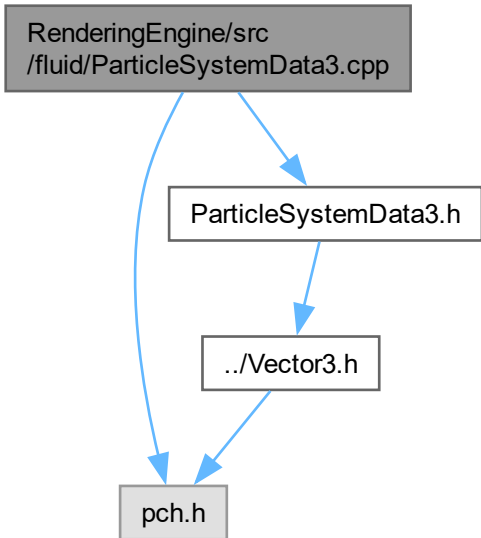 RenderingEngine/src
/fluid/ParticleSystemData3.cpp
ParticleSystemData3.h
../Vector3.h
pch.h